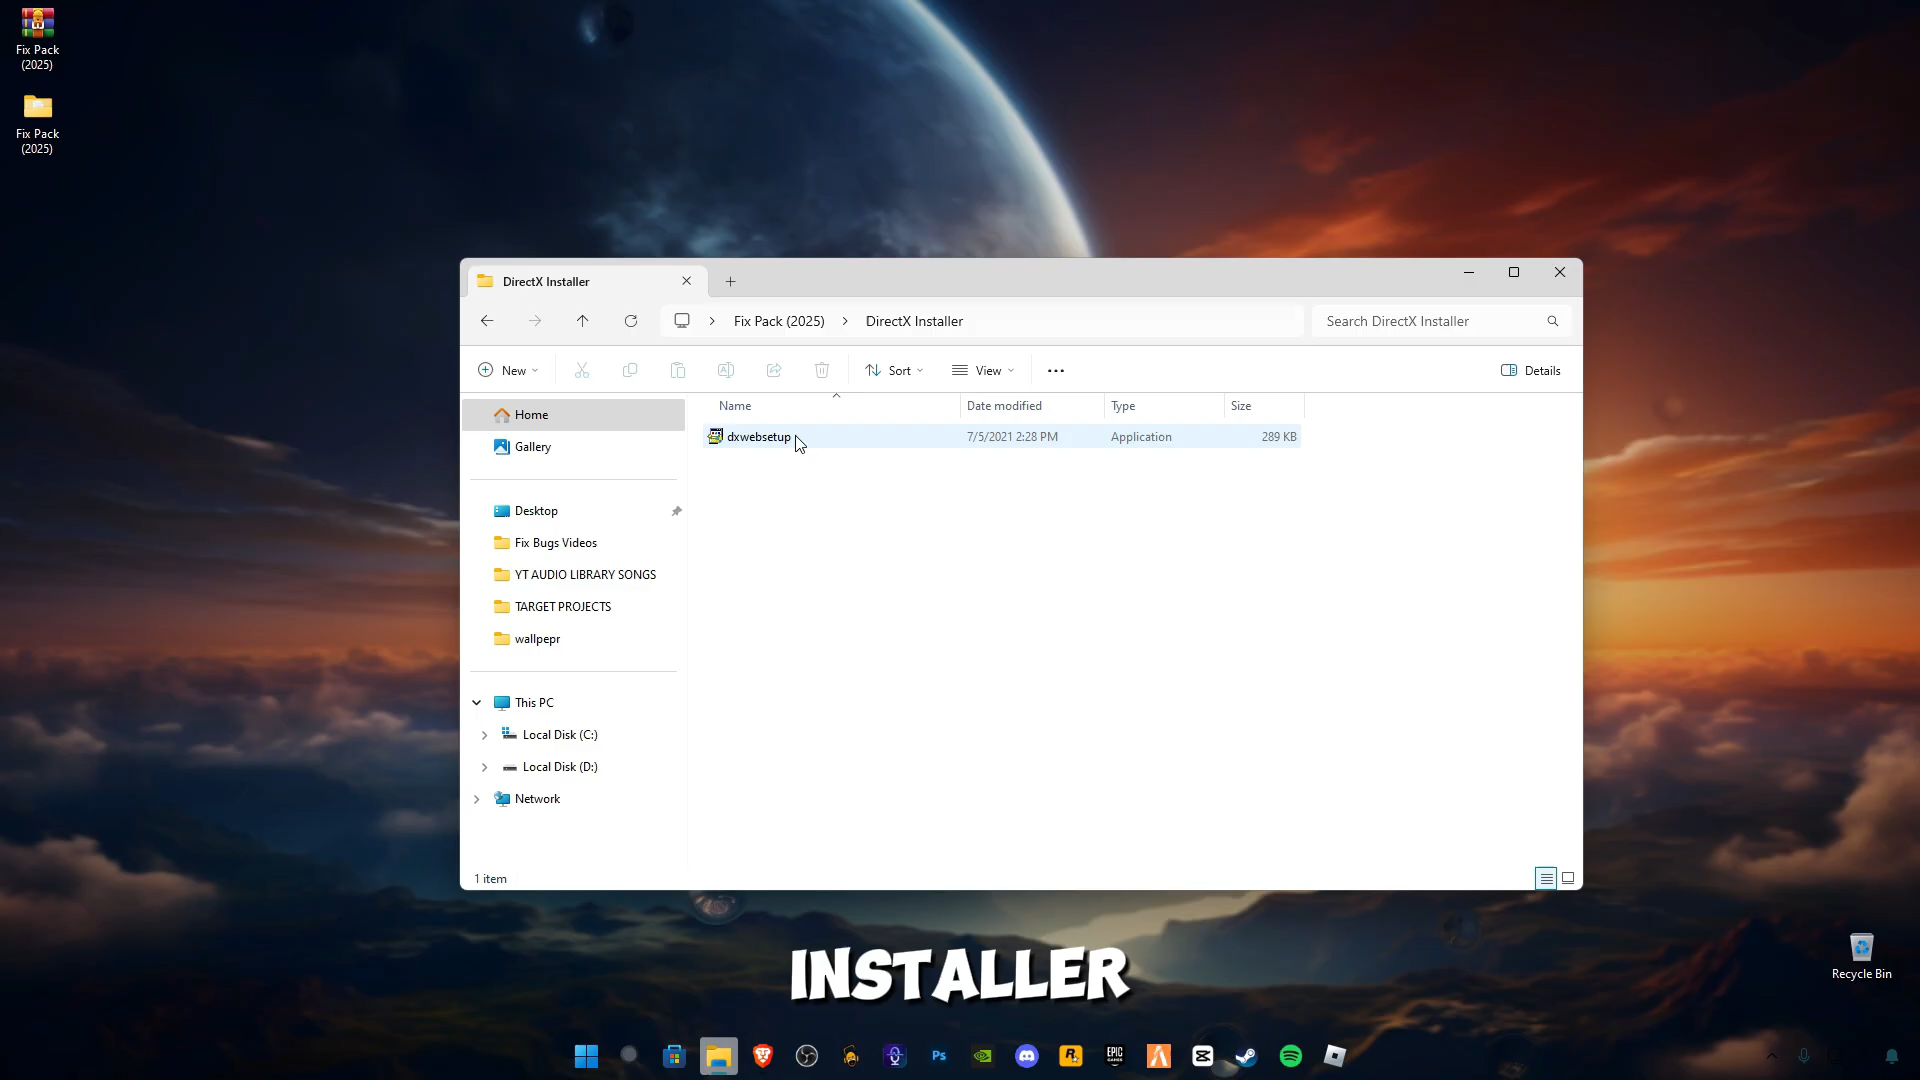 Fix Pack
(2025)
Fix Pack
(2025)
DirectX Installer
Fix Pack (2025)
DirectX Installer
Search DirectX Installer
New
Sort
View
Details
Name
Date modified
Type
Size
Home
dxwebsetup
7/5/2021 2:28 PM
Application
289 KB
Gallery
Desktop
Fix Bugs Videos
YT AUDIO LIBRARY SONGS
TARGET PROJECTS
wallpepr
This PC
Local Disk (C:)
Local Disk (D:)
Network
1 item
INSTALLER
Recycle Bin
Ps
R
EPIC
GAMES